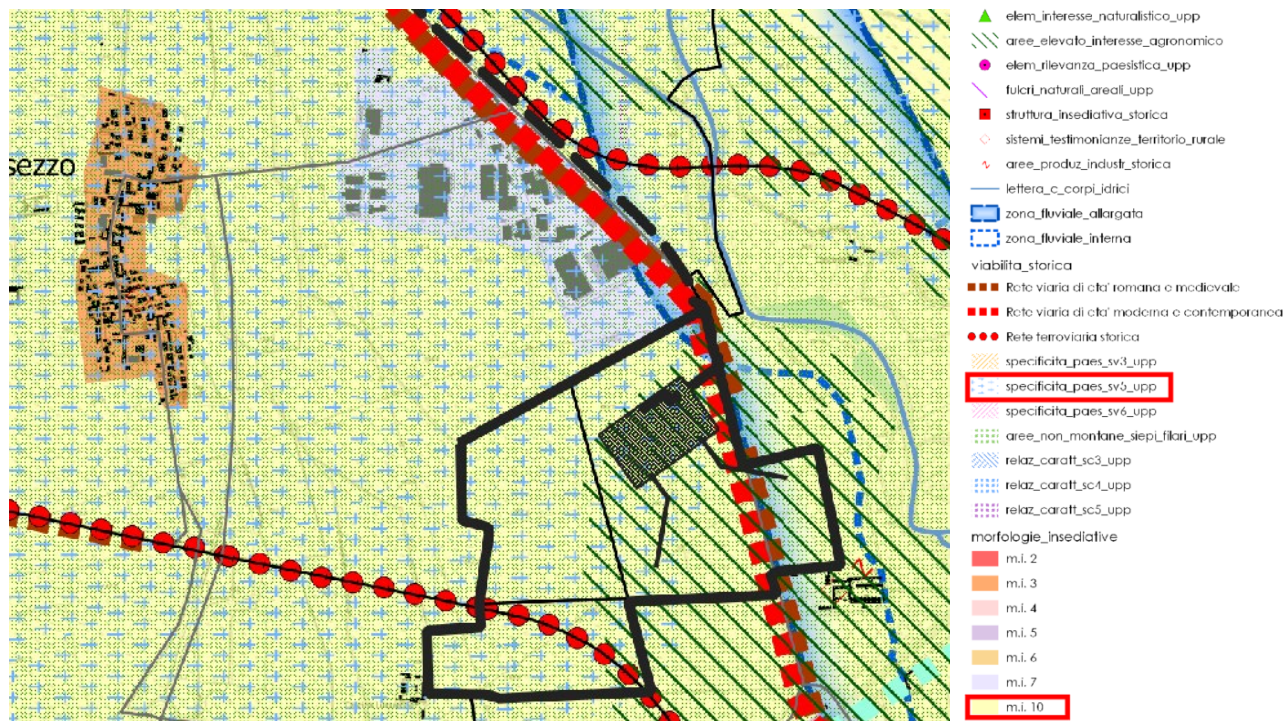 sezzo
elem_interesse_naturalistico_upp
aree_elevato_interesse_agronomico
elem_rilevanza_paesistica_upp
fulcri_naturali_areali_upp
struttura_insediativa_storica
sistemi_testimonianze_territorio_rurale
aree_produz_industr_storica
lettera_c_corpi_idrici
zona_fluviale_allargata
zona_fluviale_interna
viabilita_storica
Rete viaria di eta' romana e medievale
Rete viaria di eta' moderna e contemporanea
Rete ferroviaria storica
specificita_paes_sv3_upp
specificita_paes_sv5_upp
specificita_paes_sv6_upp
aree_non_montane_siepi_filari_upp
relaz_caratt_sc3_upp
relaz_caratt_sc4_upp
relaz_caratt_sc5_upp
morfologie_insediative
m.i. 2
m.i. 3
m.i. 4
m.i. 5
m.i. 6
m.i. 7
m.i. 10